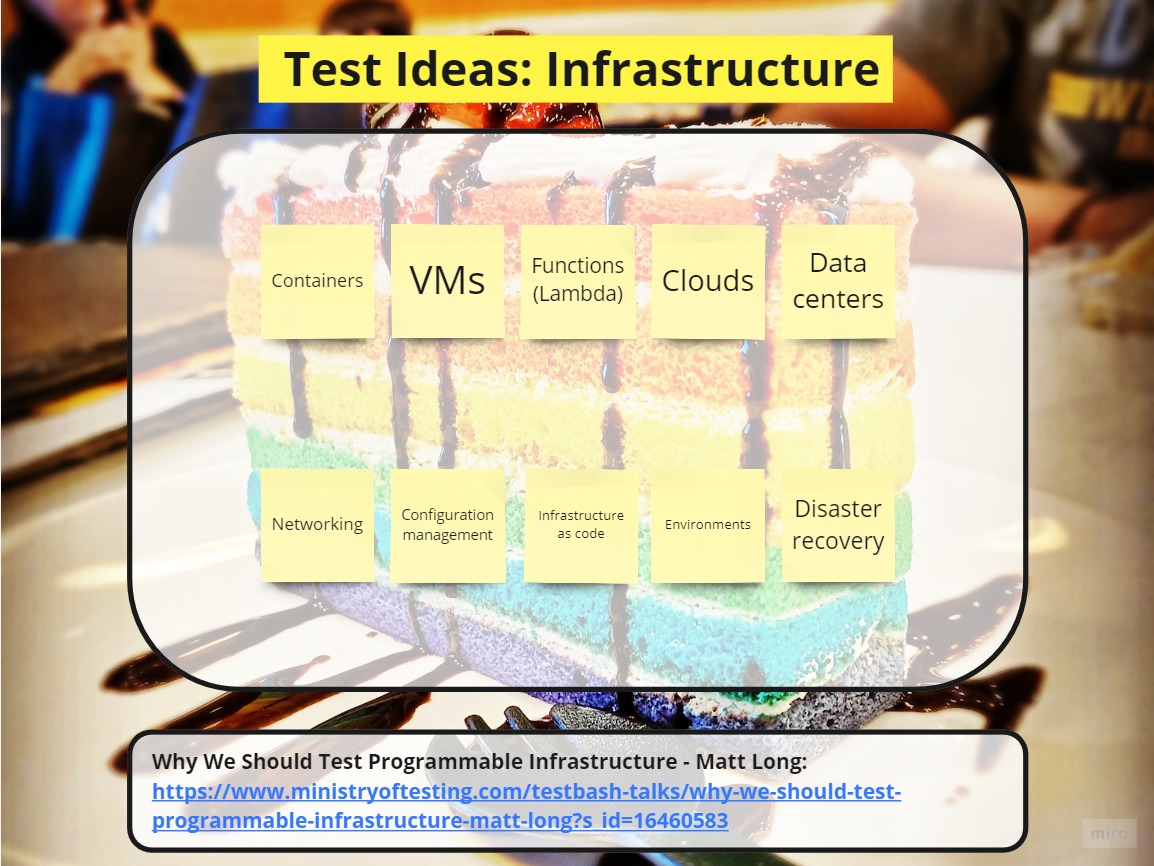 Test Ideas: Infrastructure
Containers
VMs
Functions
(Lambda)
Clouds
Data
centers
Networking
Configuration
management
Infrastructure
as code
Environments
Disaster
recovery
Why We Should Test Programmable Infrastructure - Matt Long:
https://www.ministryoftesting.com/testbash-talks/why-we-should-test-
programmable-infrastructure-matt-long?s_id=16460583
miro